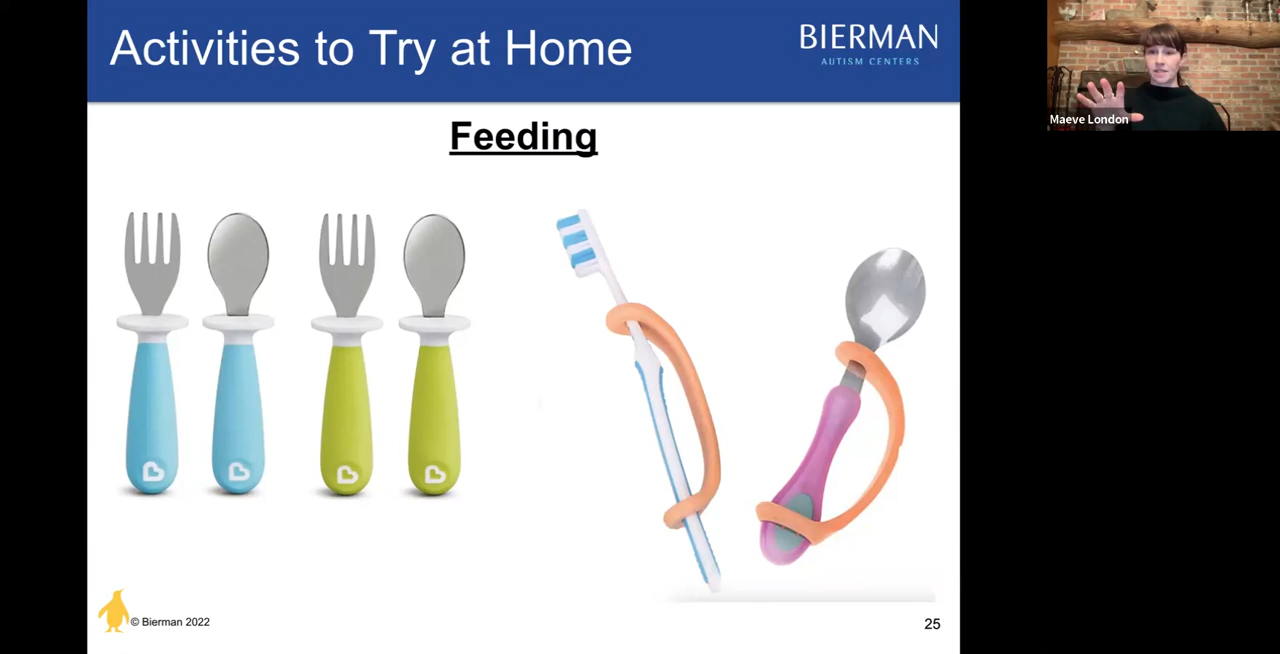 Activities to Try at Home
BIERMAN
AUTISM CENTERS
Maeve London
Feeding
© Bierman 2022
25